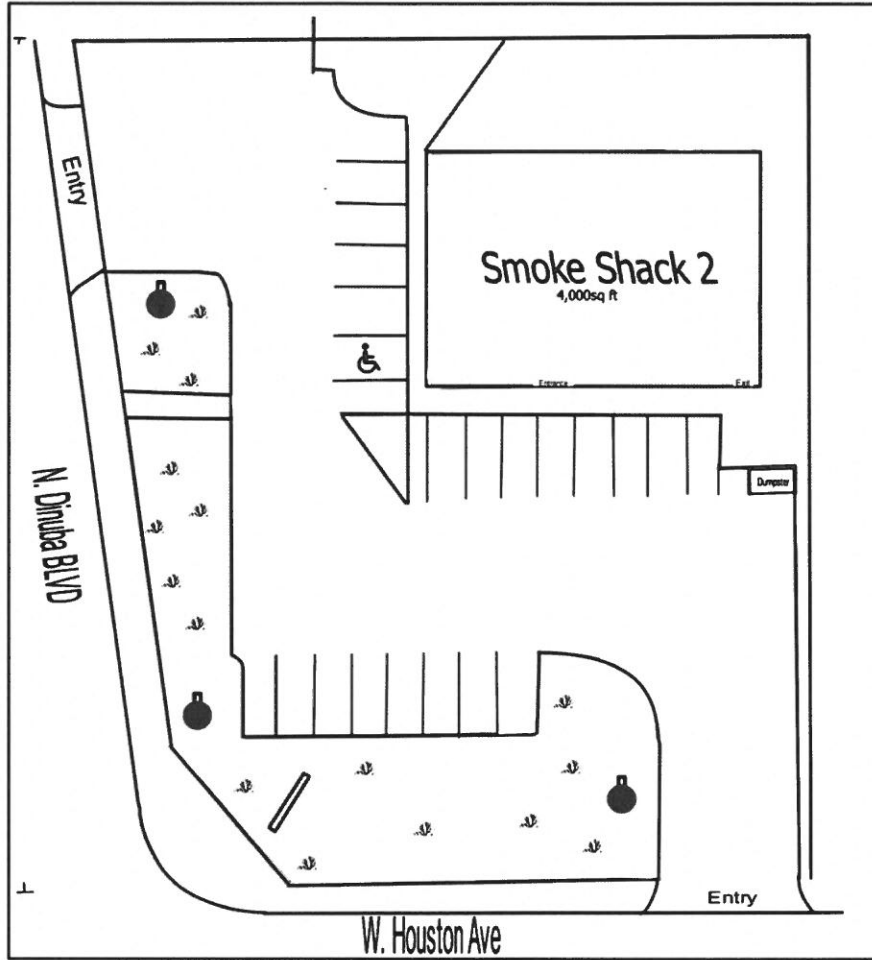 Entry
Smoke Shack 2
4,000sq ft
Entrance
Exit
Dumpster
N. Dinuba BLVD
Entry
W. Houston Ave